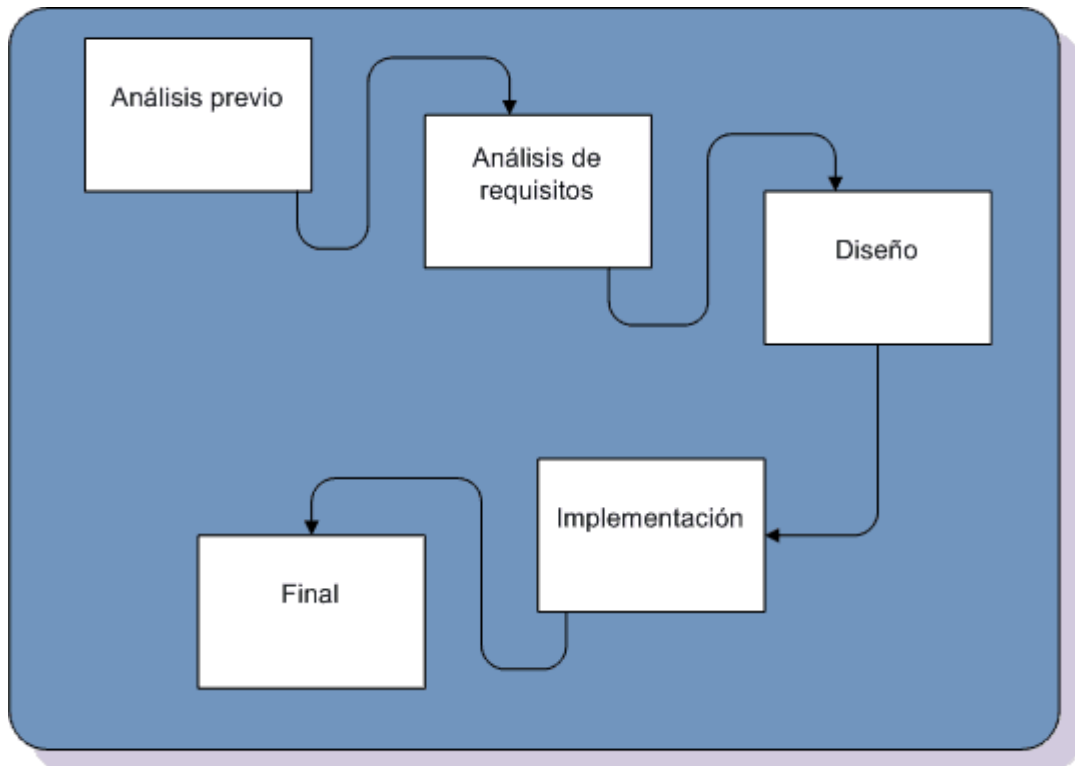 Análisis previo
Análisis de
requisitos
Diseño
Implementación
Final